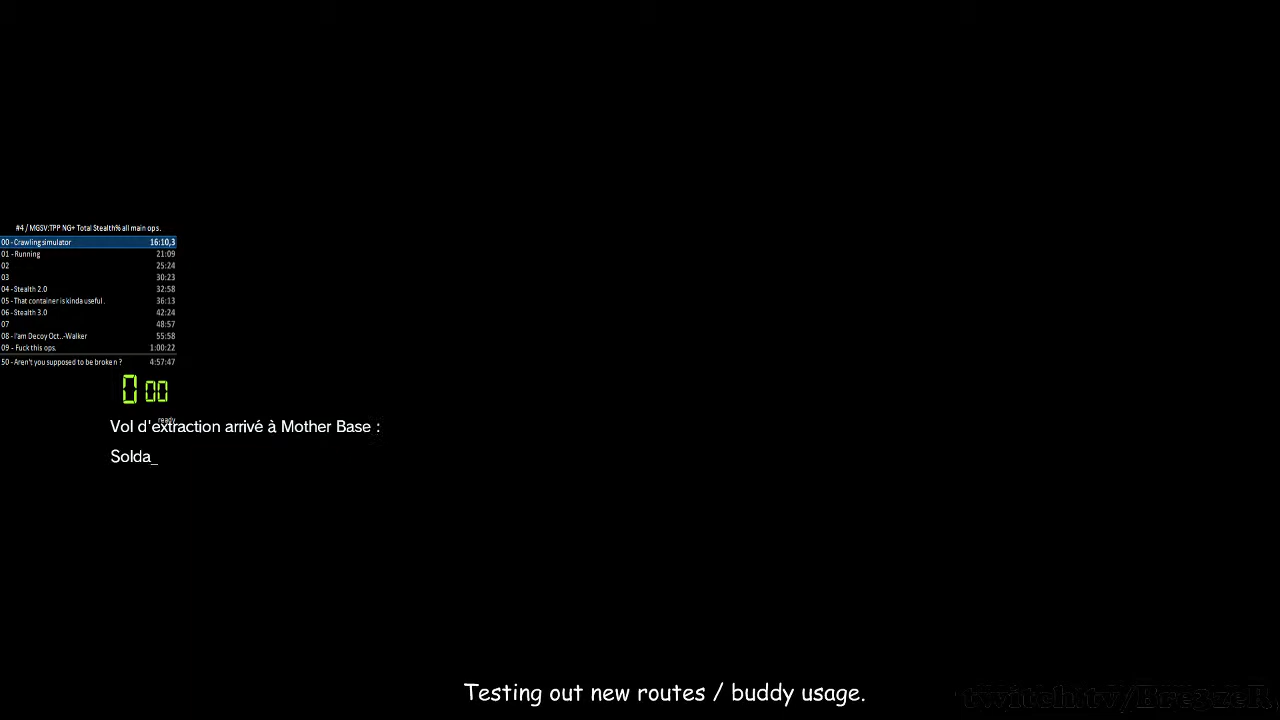 #4 / MGSV:TPP NG+ Total Stealth% all main ops.
00 - Crawling simulator 16:10,3
01 - Running 21:09
02 25:24
03 30:23
04 - Stealth 2.0 32:58
05 - That container is kinda useful. 36:13
06 - Stealth 3.0 42:24
07 48:57
08 - I'am Decoy Oct..-Walker 55:58
09 - Fuck this ops. 1:00:22
50 - Aren't you supposed to be broken ? 4:57:47
0 00
ready
Vol d'extraction arrivé à Mother Base :
Solda_
Testing out new routes / buddy usage.
twitch.tv/Bre3zeR